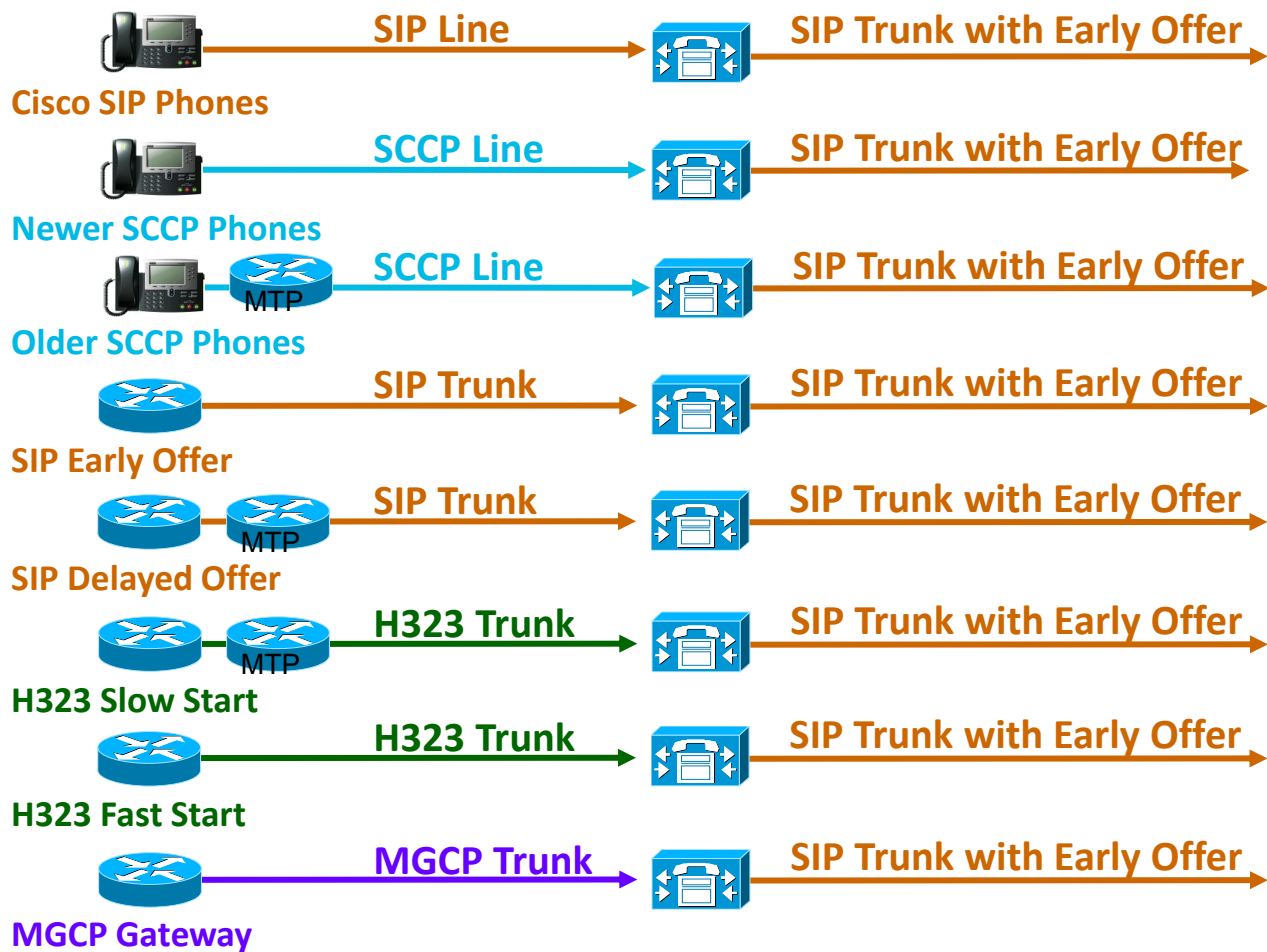 SIP Line
SIP Trunk with Early Offer
Cisco SIP Phones
SCCP Line
SIP Trunk with Early Offer
Newer SCCP Phones
SCCP Line
SIP Trunk with Early Offer
MTP
Older SCCP Phones
SIP Trunk
SIP Trunk with Early Offer
SIP Early Offer
SIP Trunk
SIP Trunk with Early Offer
MTP
SIP Delayed Offer
H323 Trunk
SIP Trunk with Early Offer
MTP
H323 Slow Start
H323 Trunk
SIP Trunk with Early Offer
H323 Fast Start
MGCP Trunk
SIP Trunk with Early Offer
MGCP Gateway